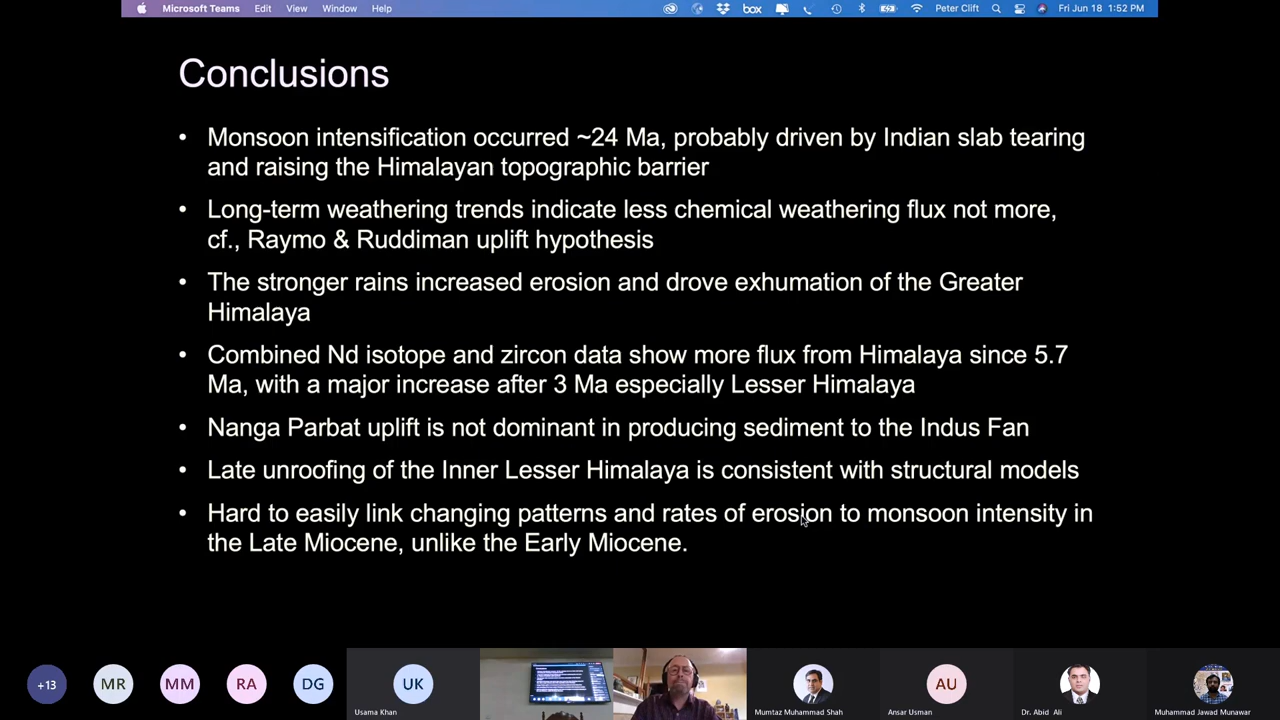 Microsoft Teams Edit View Window Help box Peter Clift Fri Jun 18 1:52 PM
Conclusions
• Monsoon intensification occurred ~24 Ma, probably driven by Indian slab tearing
and raising the Himalayan topographic barrier
• Long-term weathering trends indicate less chemical weathering flux not more,
cf., Raymo & Ruddiman uplift hypothesis
• The stronger rains increased erosion and drove exhumation of the Greater
Himalaya
• Combined Nd isotope and zircon data show more flux from Himalaya since 5.7
Ma, with a major increase after 3 Ma especially Lesser Himalaya
• Nanga Parbat uplift is not dominant in producing sediment to the Indus Fan
• Late unroofing of the Inner Lesser Himalaya is consistent with structural models
• Hard to easily link changing patterns and rates of erosion to monsoon intensity in
the Late Miocene, unlike the Early Miocene.
+13 MR MM RA DG UK AU
Usama Khan Mumtaz Muhammad Shah Ansar Usman Dr. Abid Ali Muhammad Jawad Munawar